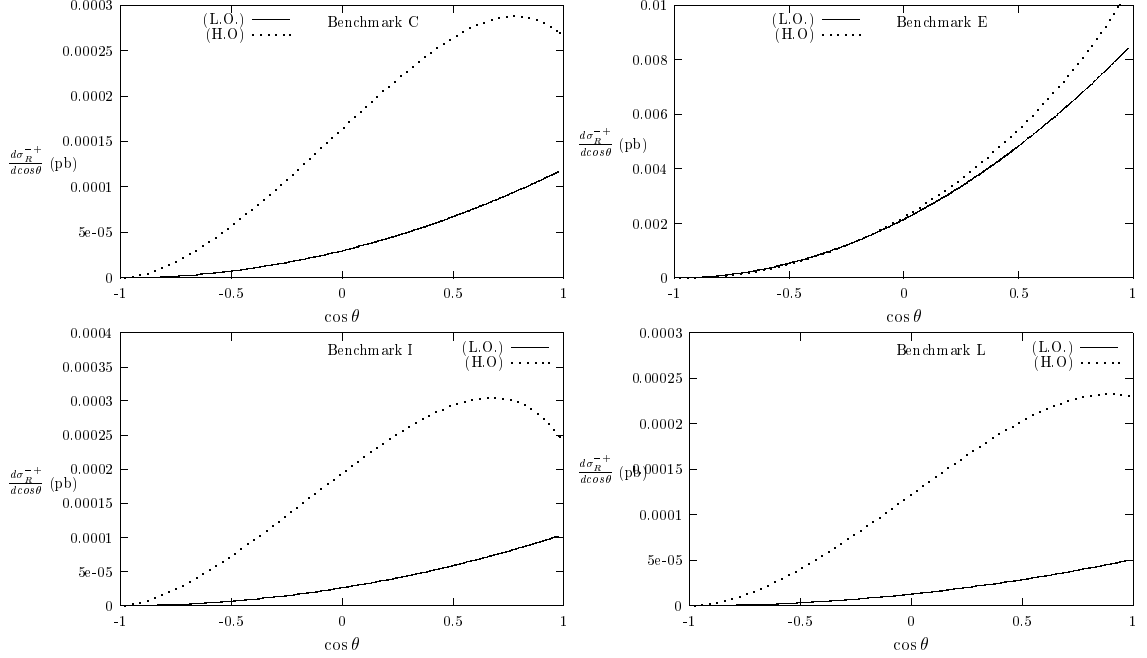 0.0003
0.00025
0.0002
0.00015
0.0001
5e-05
0
-1
-0.5
0
0.5
1
cos θ
dσ_R^{-+}/dcosθ (pb)
Benchmark C
(L.O.)
(H.O)
0.01
0.008
0.006
0.004
0.002
0
-1
-0.5
0
0.5
1
cos θ
dσ_R^{-+}/dcosθ (pb)
Benchmark E
(L.O.)
(H.O)
0.0004
0.00035
0.0003
0.00025
0.0002
0.00015
0.0001
5e-05
0
-1
-0.5
0
0.5
1
cos θ
dσ_R^{-+}/dcosθ (pb)
Benchmark I
(L.O.)
(H.O)
0.0003
0.00025
0.0002
0.00015
0.0001
5e-05
0
-1
-0.5
0
0.5
1
cos θ
dσ_R^{-+}/dcosθ (pb)
Benchmark L
(L.O.)
(H.O)